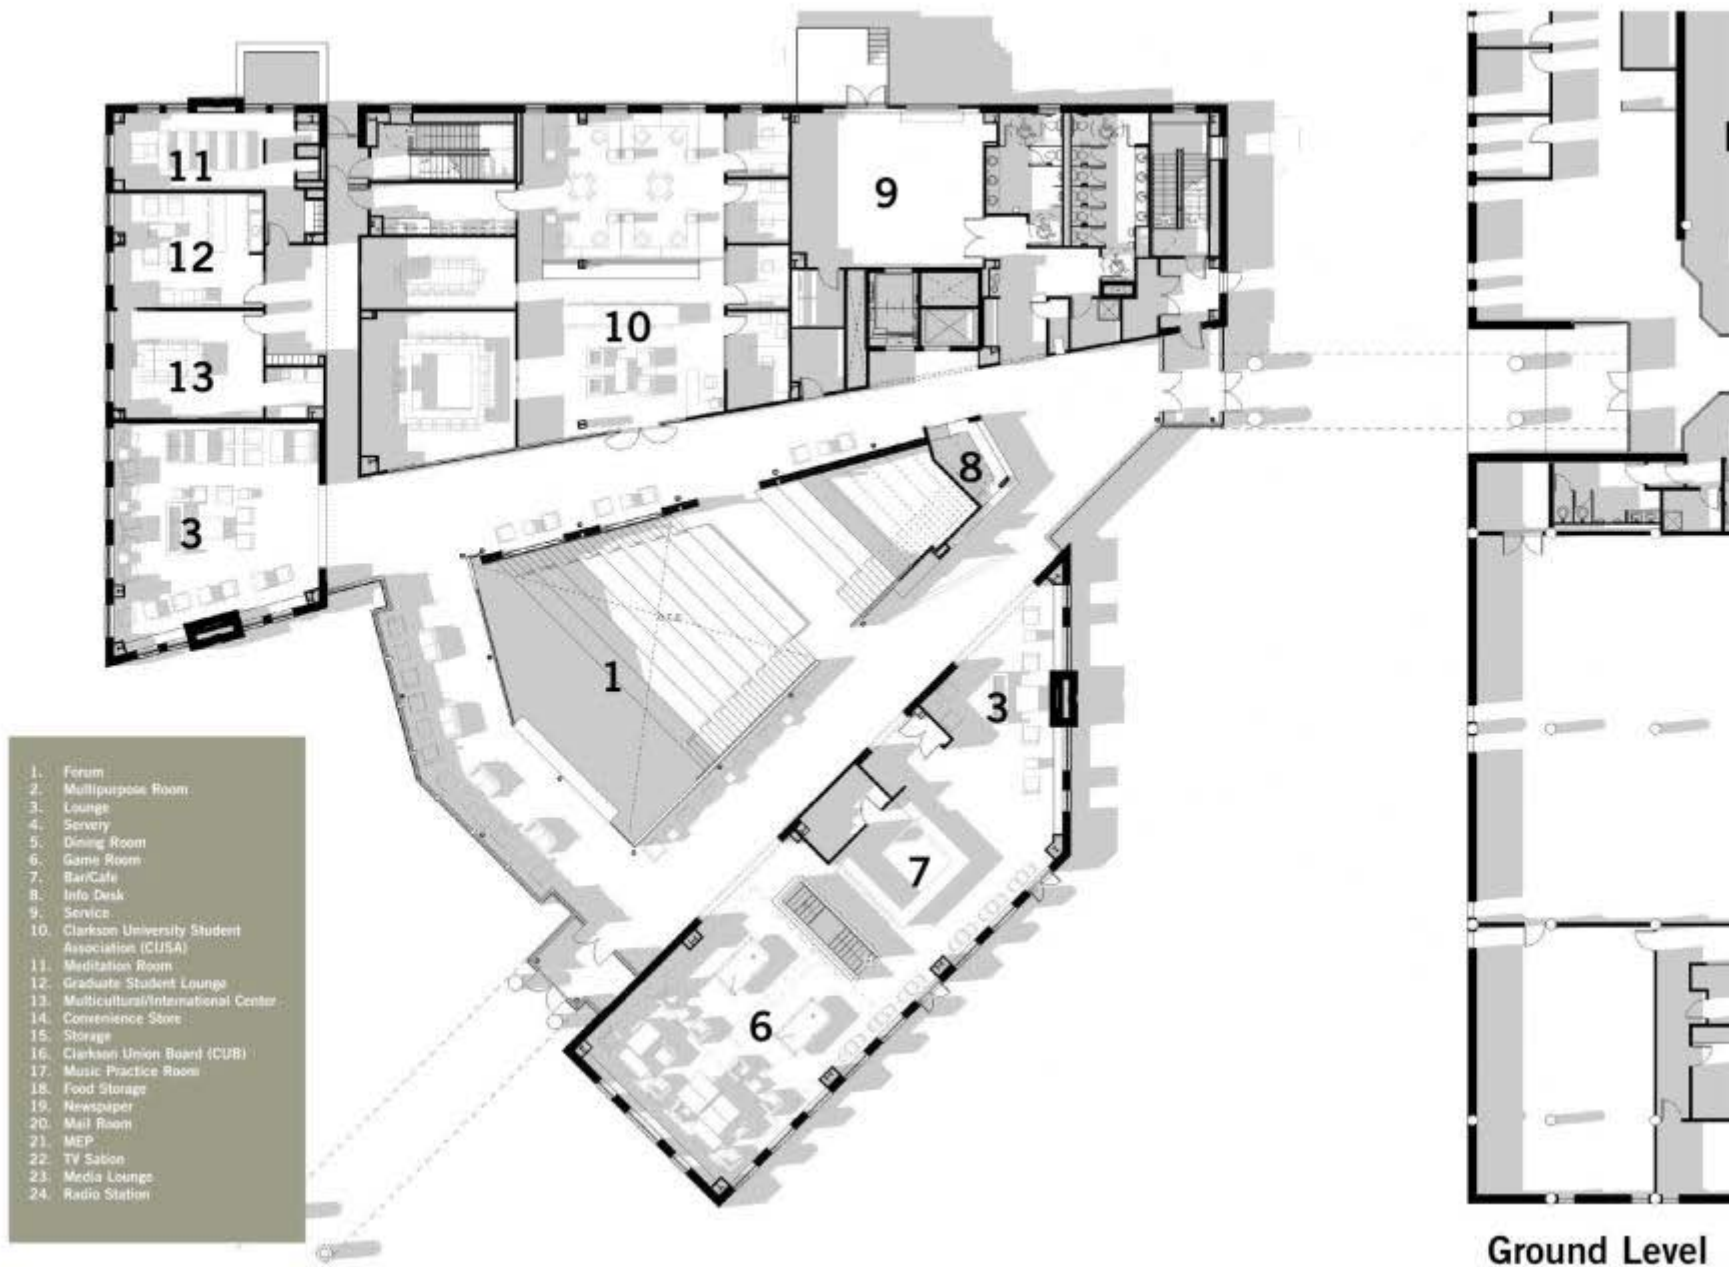 11
9
12
10
13
8
3
1
3
7
6
1. Forum
2. Multipurpose Room
3. Lounge
4. Servery
5. Dining Room
6. Game Room
7. Bar/Cafe
8. Info Desk
9. Service
10. Clarkson University Student
Association (CUSA)
11. Meditation Room
12. Graduate Student Lounge
13. Multicultural/International Center
14. Convenience Store
15. Storage
16. Clarkson Union Board (CUB)
17. Music Practice Room
18. Food Storage
19. Newspaper
20. Mail Room
21. MEP
22. TV Sation
23. Media Lounge
24. Radio Station
Ground Level